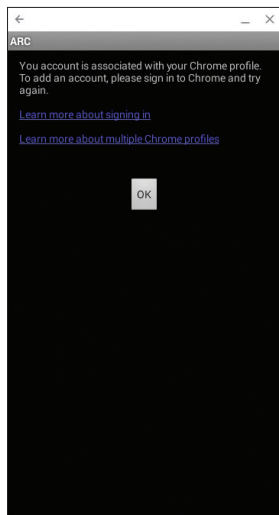 ARC
You account is associated with your Chrome profile.
To add an account, please sign in to Chrome and try
again.
Learn more about signing in
Learn more about multiple Chrome profiles
OK